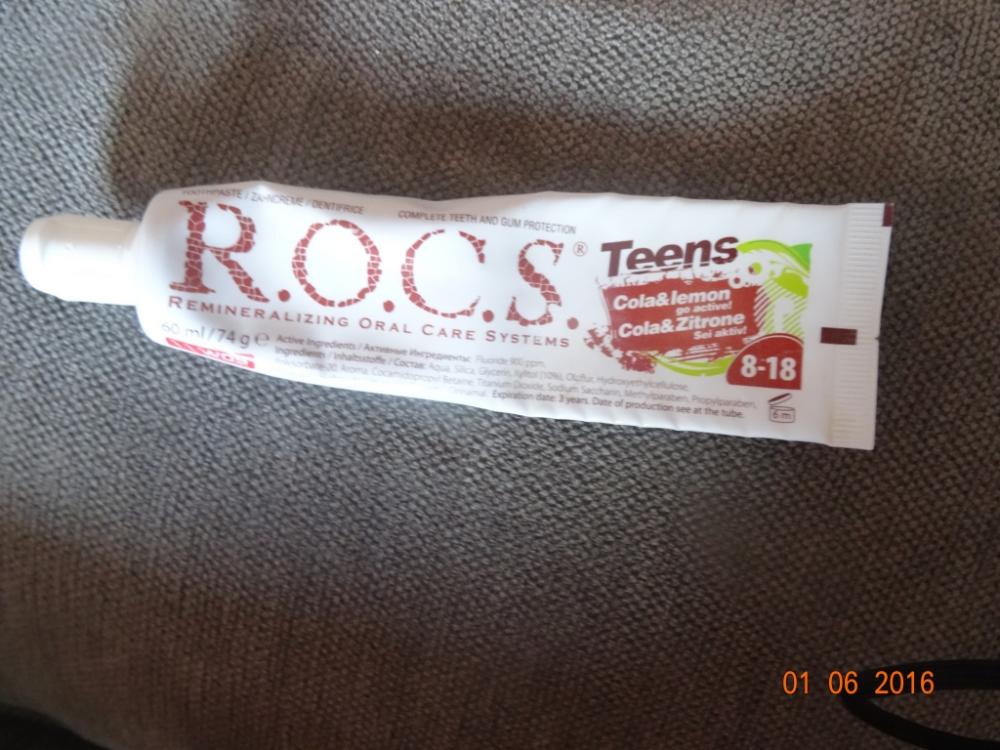 TOOTHPASTE / ZAHNCREME / DENTIFRICE
COMPLETE TEETH AND GUM PROTECTION
R.O.C.S.®
REMINERALIZING ORAL CARE SYSTEMS
60 ml/74 g ℮
Teens
Cola&lemon
go active!
Cola&Zitrone
Sei aktiv!
8-18
Active Ingredients / Активные Ингредиенты: Fluoride 900 ppm.
Ingredients / Inhaltsstoffe / Состав: Aqua, Silica, Glycerin, Xylitol (10%), Olaflur, Hydroxyethylcellulose,
Aroma, Cocamidopropyl Betaine, Titanium Dioxide, Sodium Saccharin, Methylparaben, Propylparaben,
Expiration date: 3 years. Date of production see at the tube.
6 m
01 06 2016